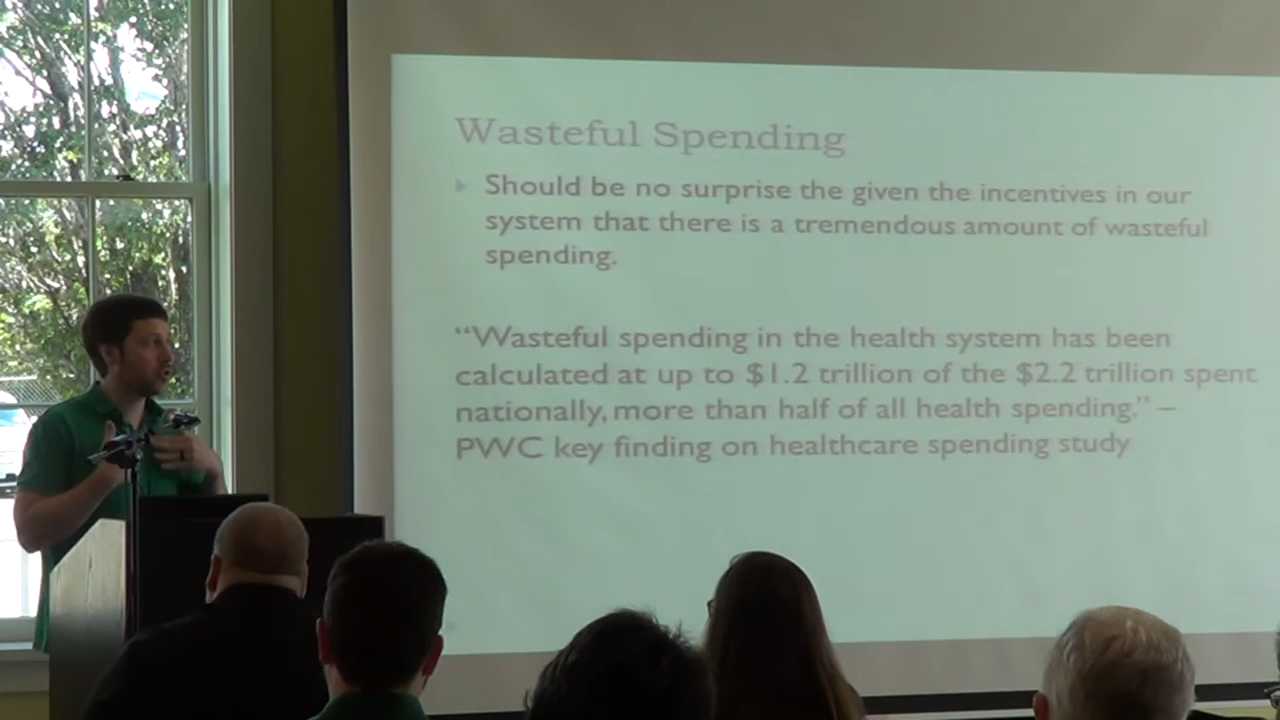 Wasteful Spending
Should be no surprise the given the incentives in our
system that there is a tremendous amount of wasteful
spending.
“Wasteful spending in the health system has been
calculated at up to $1.2 trillion of the $2.2 trillion spent
nationally, more than half of all health spending.” –
PWC key finding on healthcare spending study